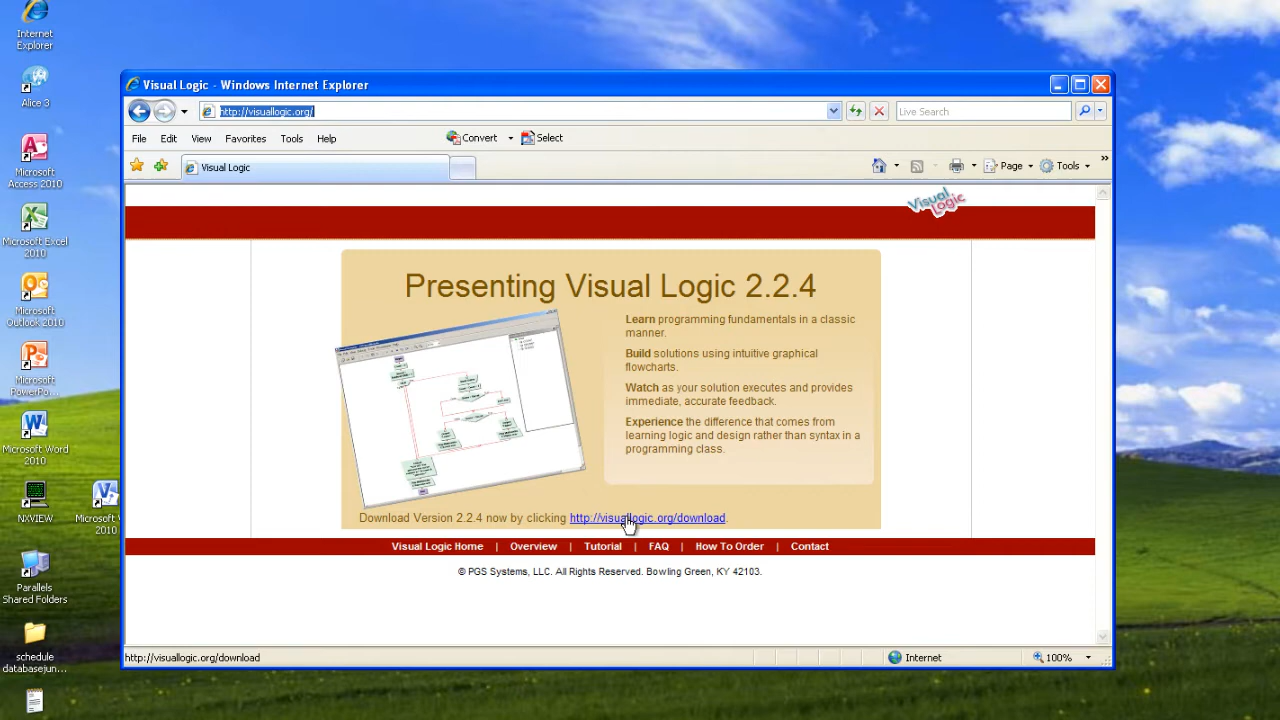 Internet
Explorer
Alice 3
Microsoft
Access 2010
Microsoft Excel
2010
Microsoft
Outlook 2010
Microsoft
PowerPo...
Microsoft Word
2010
NXVIEW
Microsoft V
2010
Parallels
Shared Folders
schedule
databasejun...
Visual Logic - Windows Internet Explorer
http://visuallogic.org/
Live Search
File Edit View Favorites Tools Help
Convert Select
Visual Logic
Page Tools
Visual
Logic
Presenting Visual Logic 2.2.4
Learn programming fundamentals in a classic
manner.
Build solutions using intuitive graphical
flowcharts.
Watch as your solution executes and provides
immediate, accurate feedback.
Experience the difference that comes from
learning logic and design rather than syntax in a
programming class.
Download Version 2.2.4 now by clicking http://visuallogic.org/download.
Visual Logic Home | Overview | Tutorial | FAQ | How To Order | Contact
© PGS Systems, LLC. All Rights Reserved. Bowling Green, KY 42103.
http://visuallogic.org/download
Internet
100%